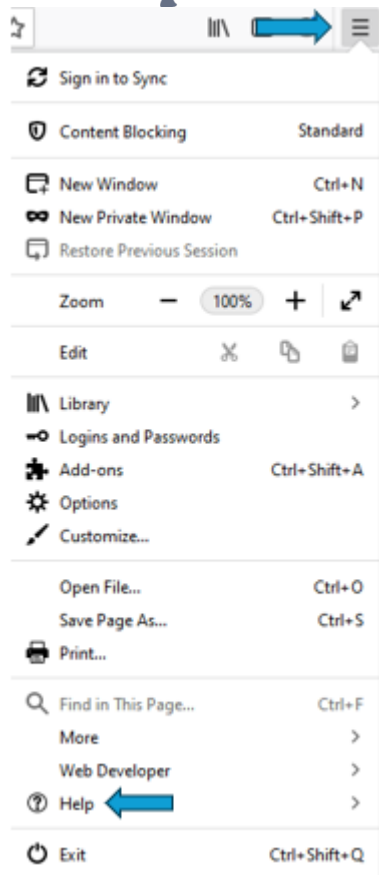 Sign in to Sync
Content Blocking Standard
New Window Ctrl+N
New Private Window Ctrl+Shift+P
Restore Previous Session
Zoom 100%
Edit
Library
Logins and Passwords
Add-ons Ctrl+Shift+A
Options
Customize...
Open File... Ctrl+O
Save Page As... Ctrl+S
Print...
Find in This Page... Ctrl+F
More
Web Developer
Help
Exit Ctrl+Shift+Q